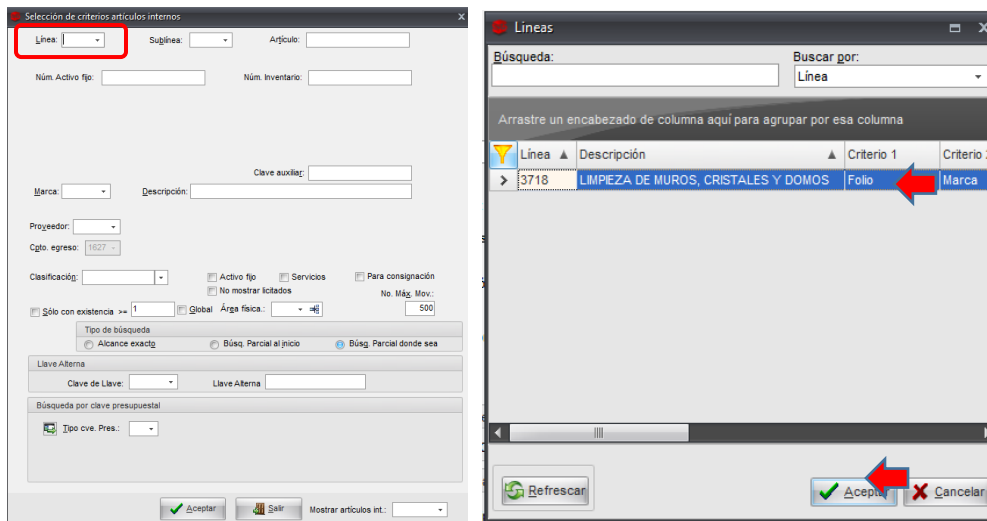 Selección de criterios artículos internos
x
Línea:
Sublínea:
Artículo:
Núm. Activo fijo:
Núm. Inventario:
Clave auxiliar:
Marca:
Descripción:
Proveedor:
Cpto. egreso: 1627
Clasificación:
Activo fijo
Servicios
Para consignación
No mostrar licitados
No. Máx. Mov.:
Sólo con existencia >= 1
Global
Área física.:
500
Tipo de búsqueda
Alcance exacto
Búsq. Parcial al inicio
Búsq. Parcial donde sea
Llave Alterna
Clave de Llave:
Llave Alterna
Búsqueda por clave presupuestal
Tipo cve. Pres.:
Aceptar
Salir
Mostrar artículos int.:
Lineas
Búsqueda:
Buscar por:
Línea
Arrastre un encabezado de columna aquí para agrupar por esa columna
Línea Descripción Criterio 1 Criterio
3718 LIMPIEZA DE MUROS, CRISTALES Y DOMOS Folio Marca
Refrescar
Aceptar
Cancelar